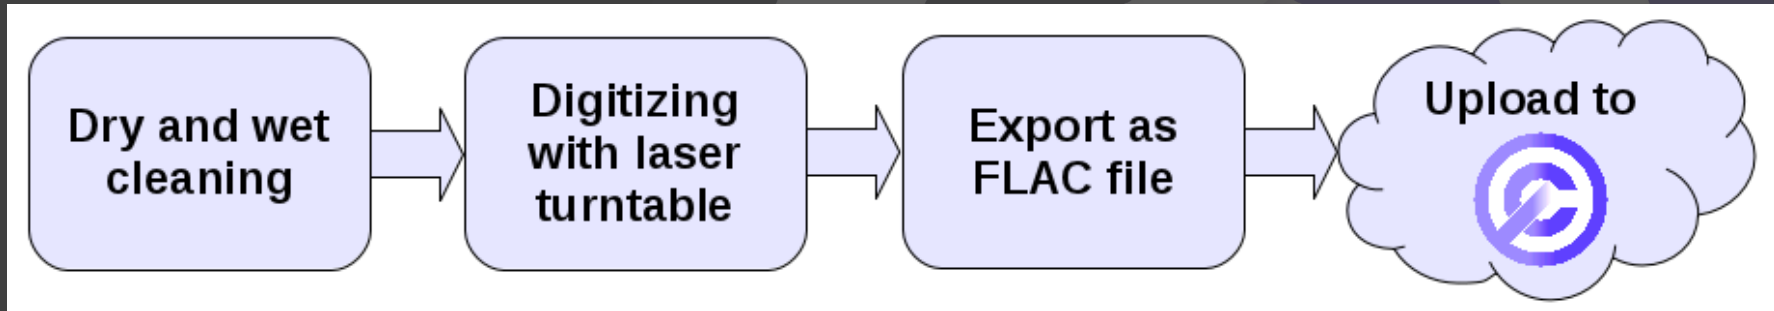 Dry and wet
cleaning
Digitizing
with laser
turntable
Export as
FLAC file
Upload to